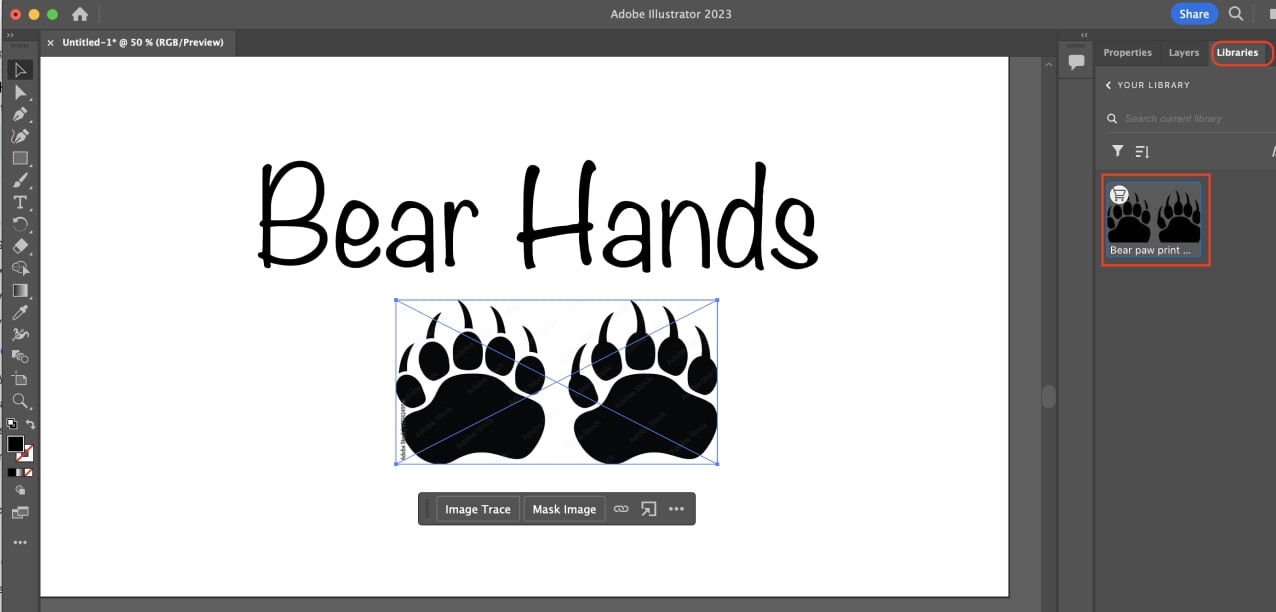 Adobe Illustrator 2023
Share
Untitled-1* @ 50 % (RGB/Preview)
Properties Layers Libraries
YOUR LIBRARY
Search current library
Bear paw print ...
Bear Hands
Adobe Stock
Image Trace Mask Image